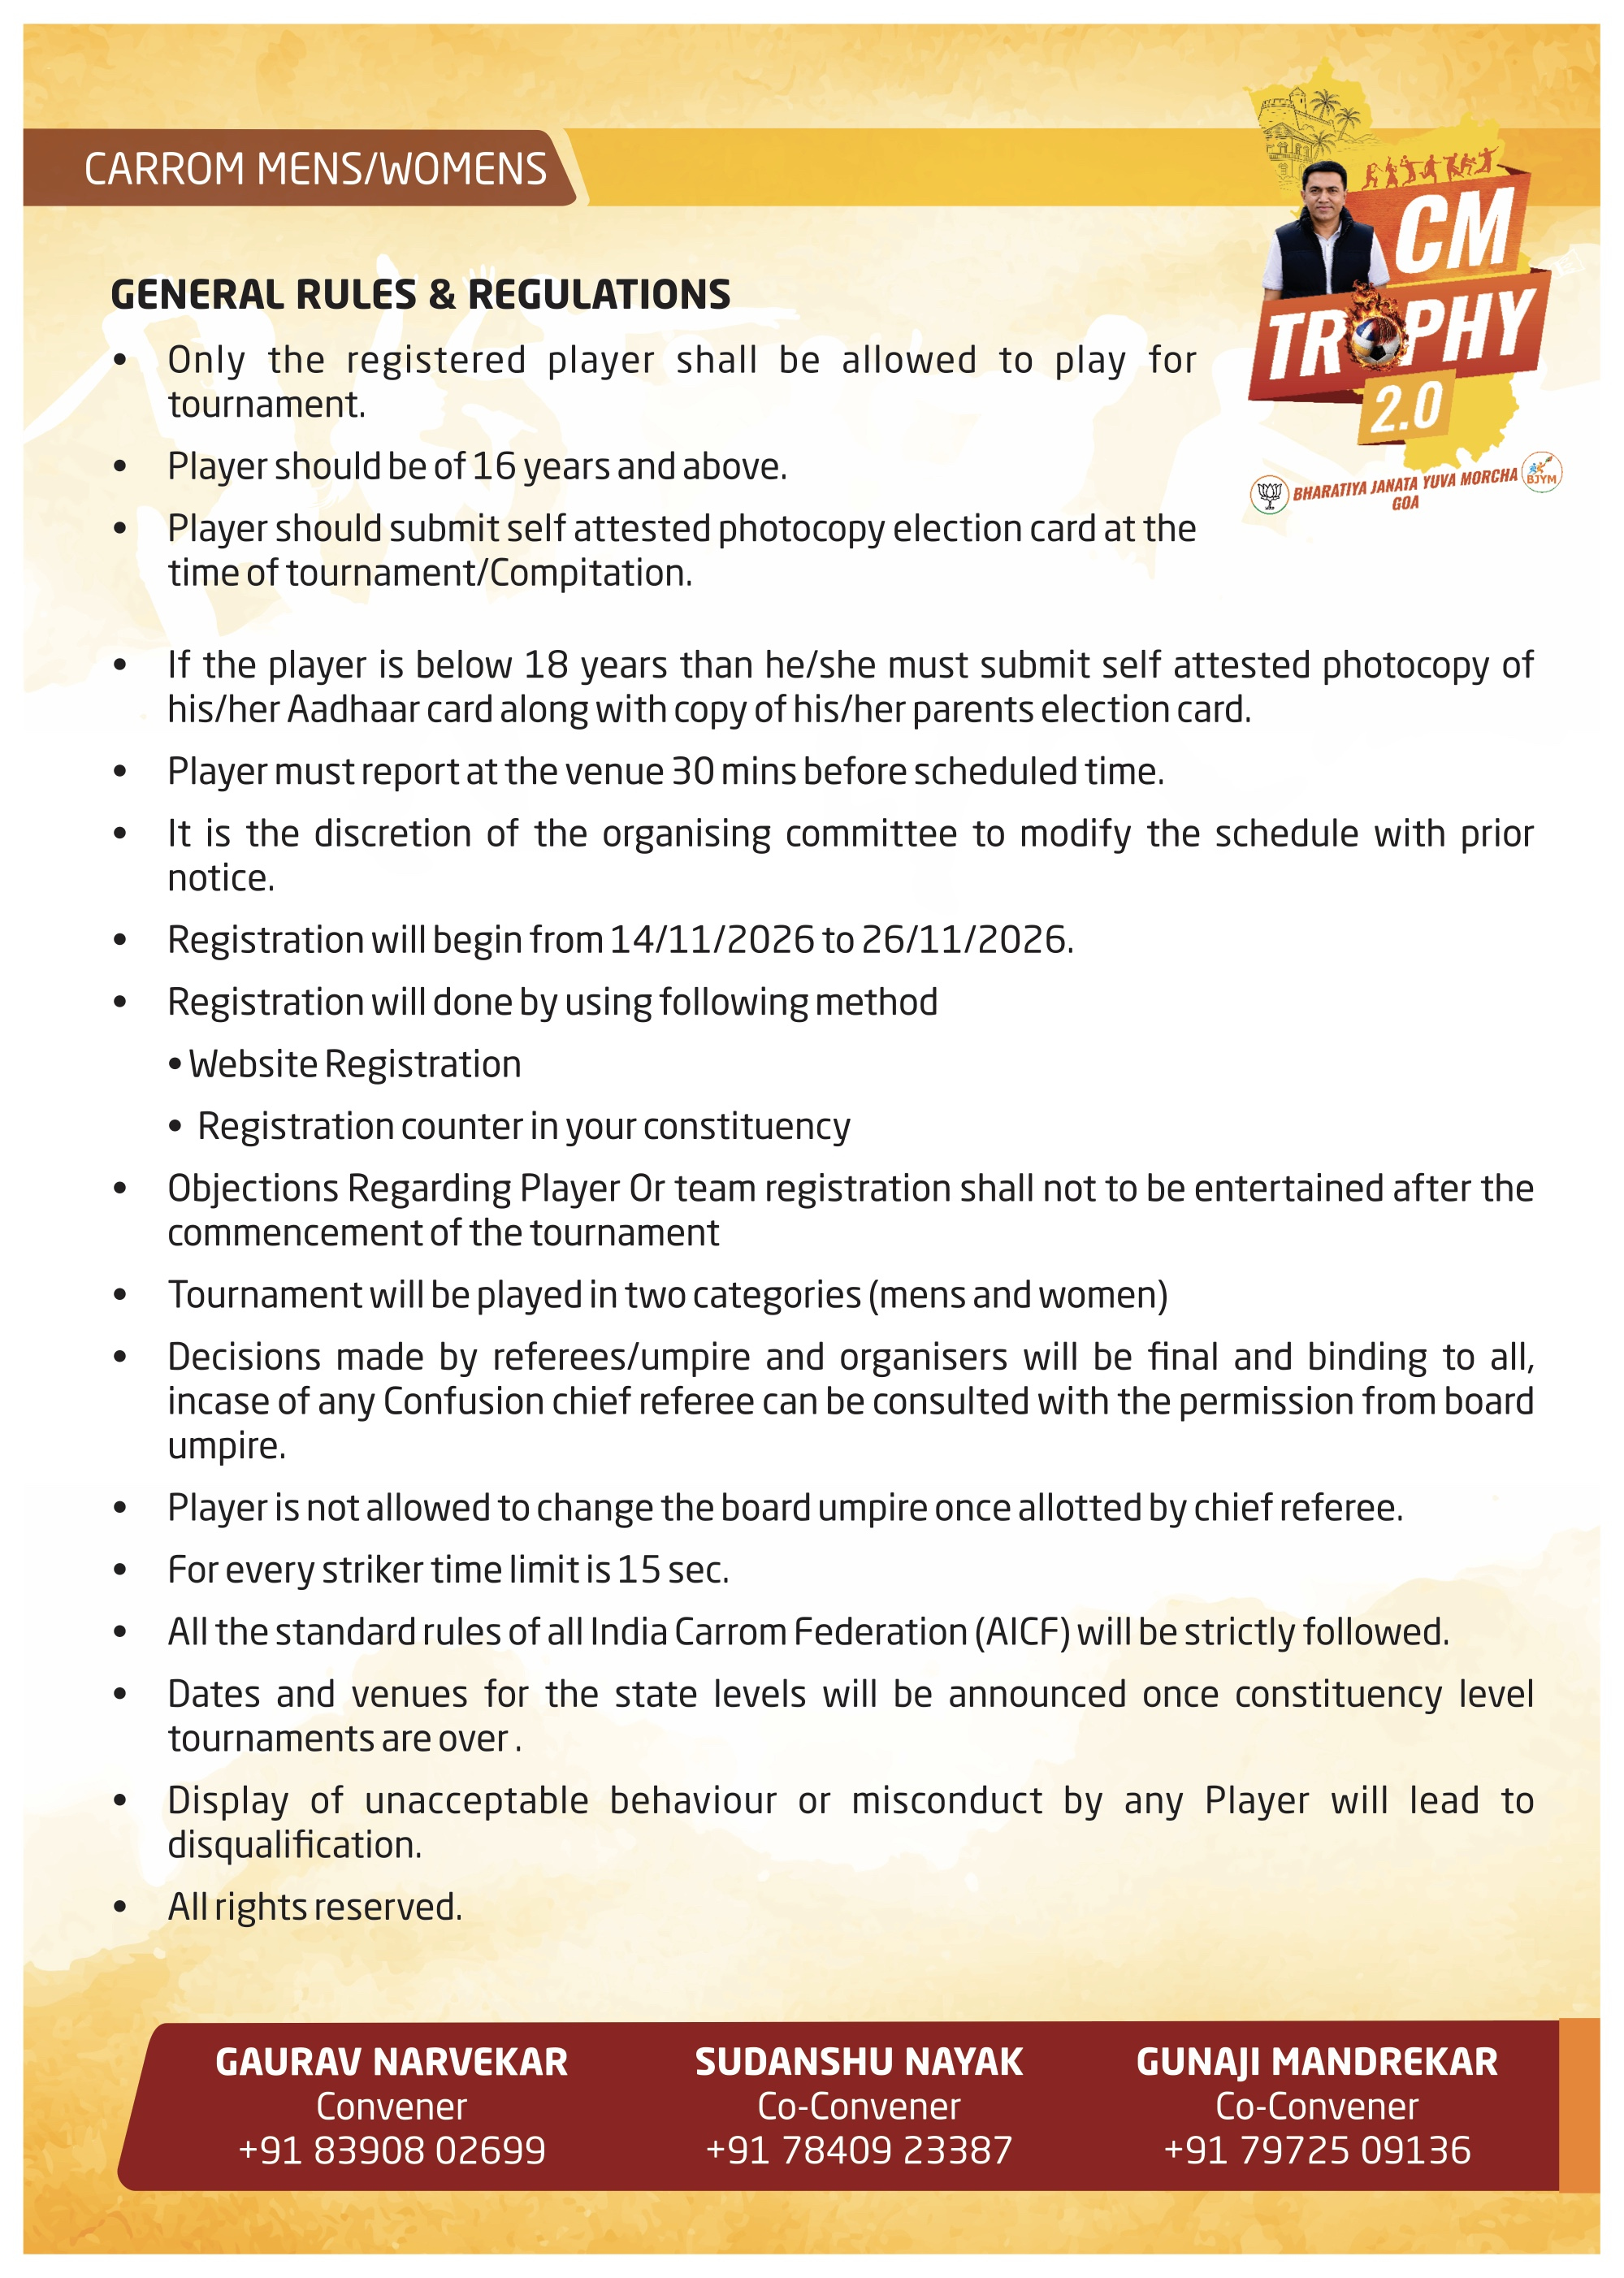 CARROM MENS/WOMENS
CM
TROPHY
2.0
BHARATIYA JANATA YUVA MORCHA
GOA
BJYM
GENERAL RULES & REGULATIONS
• Only the registered player shall be allowed to play for
tournament.
• Player should be of 16 years and above.
• Player should submit self attested photocopy election card at the
time of tournament/Compitation.
• If the player is below 18 years than he/she must submit self attested photocopy of
his/her Aadhaar card along with copy of his/her parents election card.
• Player must report at the venue 30 mins before scheduled time.
• It is the discretion of the organising committee to modify the schedule with prior
notice.
• Registration will begin from 14/11/2026 to 26/11/2026.
• Registration will done by using following method
• Website Registration
• Registration counter in your constituency
• Objections Regarding Player Or team registration shall not to be entertained after the
commencement of the tournament
• Tournament will be played in two categories (mens and women)
• Decisions made by referees/umpire and organisers will be final and binding to all,
incase of any Confusion chief referee can be consulted with the permission from board
umpire.
• Player is not allowed to change the board umpire once allotted by chief referee.
• For every striker time limit is 15 sec.
• All the standard rules of all India Carrom Federation (AICF) will be strictly followed.
• Dates and venues for the state levels will be announced once constituency level
tournaments are over .
• Display of unacceptable behaviour or misconduct by any Player will lead to
disqualification.
• All rights reserved.
GAURAV NARVEKAR
Convener
+91 83908 02699
SUDANSHU NAYAK
Co-Convener
+91 78409 23387
GUNAJI MANDREKAR
Co-Convener
+91 79725 09136